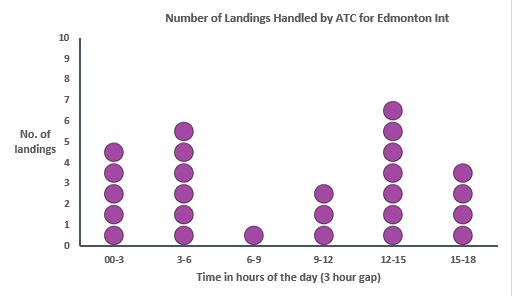 Number of Landings Handled by ATC for Edmonton Int
10
9
8
7
6
5
4
3
2
1
0
No. of
landings
00-3 3-6 6-9 9-12 12-15 15-18
Time in hours of the day (3 hour gap)